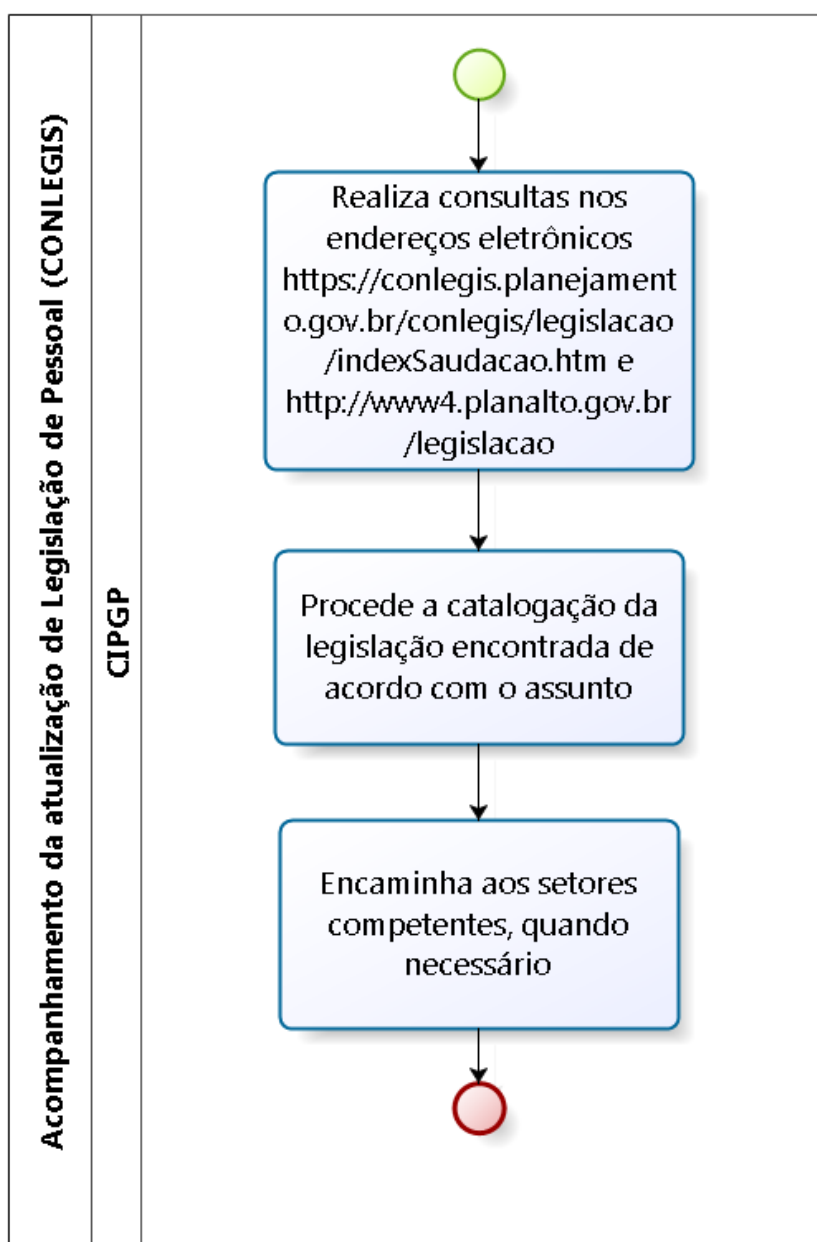 Acompanhamento da atualização de Legislação de Pessoal (CONLEGIS)
CIPGP
Realiza consultas nos
endereços eletrônicos
https://conlegis.planejament
o.gov.br/conlegis/legislacao
/indexSaudacao.htm e
http://www4.planalto.gov.br
/legislacao
Procede a catalogação da
legislação encontrada de
acordo com o assunto
Encaminha aos setores
competentes, quando
necessário